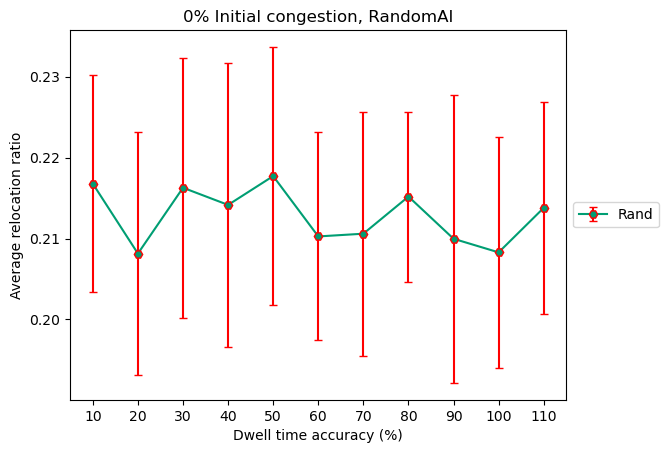 0% Initial congestion, RandomAI
Average relocation ratio
0.23
0.22
0.21
0.20
10 20 30 40 50 60 70 80 90 100 110
Dwell time accuracy (%)
Rand